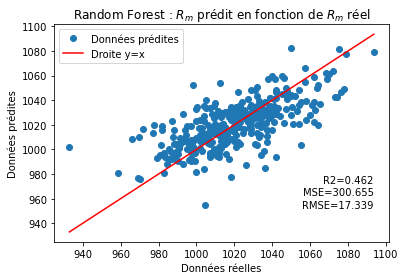 Random Forest : $R_m$ prédit en fonction de $R_m$ réel
Données prédites
Droite y=x
1100
1080
1060
1040
1020
1000
980
960
940
Données prédites
R2=0.462
MSE=300.655
RMSE=17.339
940 960 980 1000 1020 1040 1060 1080 1100
Données réelles